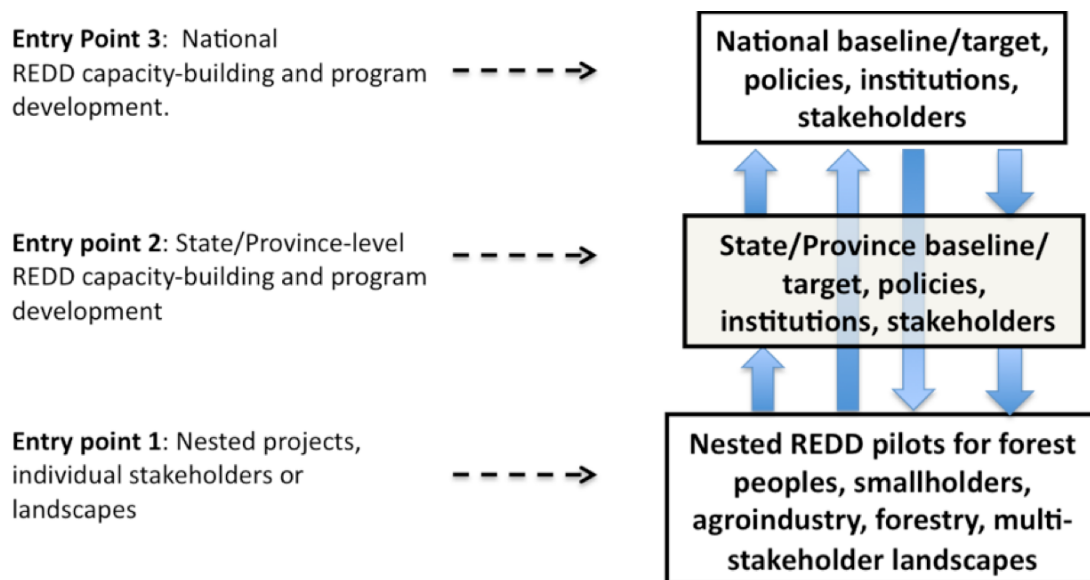 Entry Point 3:  National
REDD capacity-building and program
development.
National baseline/target,
policies, institutions,
stakeholders
Entry point 2: State/Province-level
REDD capacity-building and program
development
State/Province baseline/
target, policies,
institutions, stakeholders
Entry point 1: Nested projects,
individual stakeholders or
landscapes
Nested REDD pilots for forest
peoples, smallholders,
agroindustry, forestry, multi-
stakeholder landscapes